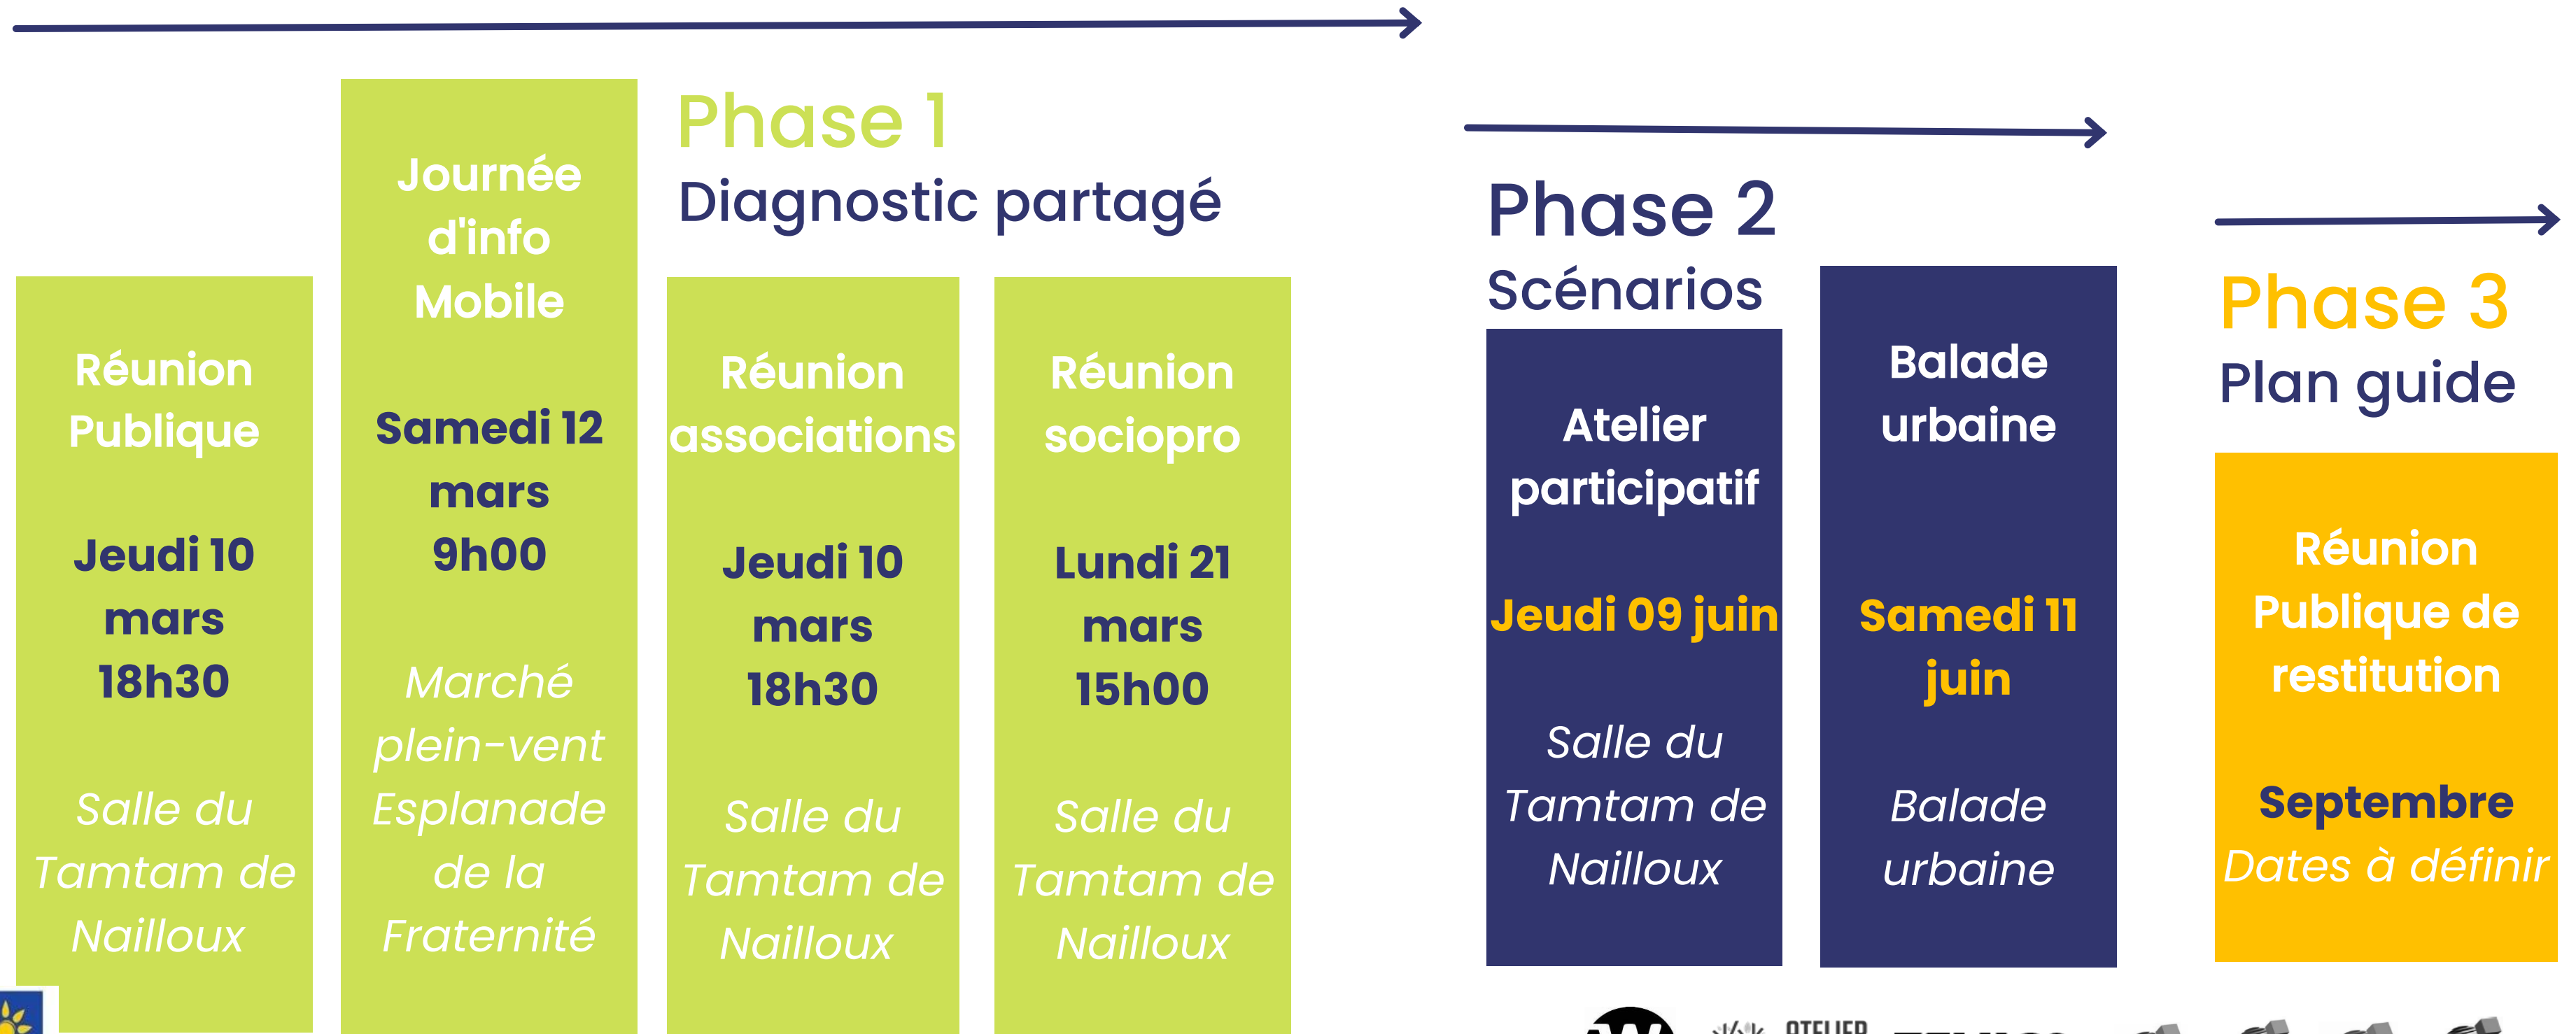 Phase 1
Diagnostic partagé
Réunion
Publique
Jeudi 10
mars
18h30
Salle du
Tamtam de
Nailloux
Journée
d'info
Mobile
Samedi 12
mars
9h00
Marché
plein-vent
Esplanade
de la
Fraternité
Réunion
associations
Jeudi 10
mars
18h30
Salle du
Tamtam de
Nailloux
Réunion
sociopro
Lundi 21
mars
15h00
Salle du
Tamtam de
Nailloux
Phase 2
Scénarios
Atelier
participatif
Jeudi 09 juin
Salle du
Tamtam de
Nailloux
Balade
urbaine
Samedi 11
juin
Balade
urbaine
Phase 3
Plan guide
Réunion
Publique de
restitution
Septembre
Dates à définir
ATELIER